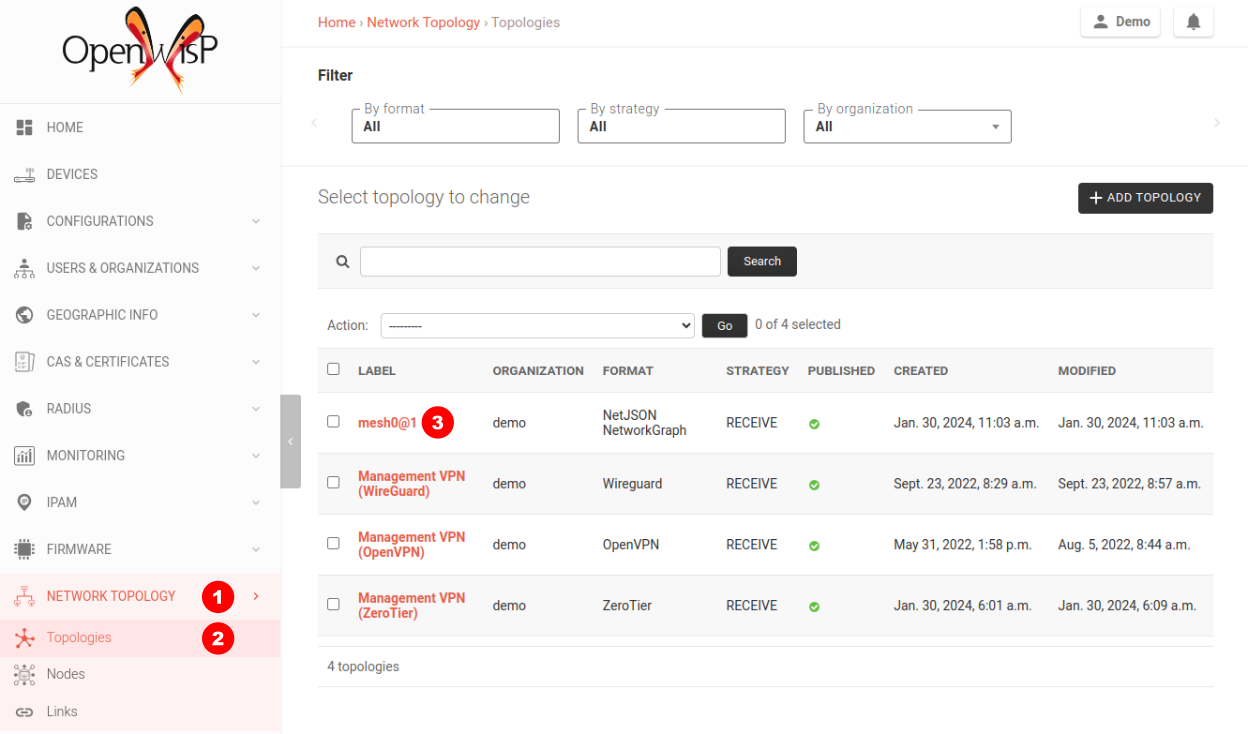 OpenWISP
Home › Network Topology › Topologies
Demo
HOME
DEVICES
CONFIGURATIONS
USERS & ORGANIZATIONS
GEOGRAPHIC INFO
CAS & CERTIFICATES
RADIUS
MONITORING
IPAM
FIRMWARE
NETWORK TOPOLOGY 1
Topologies 2
Nodes
Links
Filter
By format By strategy By organization
All All All
Select topology to change
ADD TOPOLOGY
Search
Action: --------- Go 0 of 4 selected
LABEL ORGANIZATION FORMAT STRATEGY PUBLISHED CREATED MODIFIED
mesh0@1 3 demo NetJSON NetworkGraph RECEIVE Jan. 30, 2024, 11:03 a.m. Jan. 30, 2024, 11:03 a.m.
Management VPN (WireGuard) demo Wireguard RECEIVE Sept. 23, 2022, 8:29 a.m. Sept. 23, 2022, 8:57 a.m.
Management VPN (OpenVPN) demo OpenVPN RECEIVE May 31, 2022, 1:58 p.m. Aug. 5, 2022, 8:44 a.m.
Management VPN (ZeroTier) demo ZeroTier RECEIVE Jan. 30, 2024, 6:01 a.m. Jan. 30, 2024, 6:09 a.m.
4 topologies